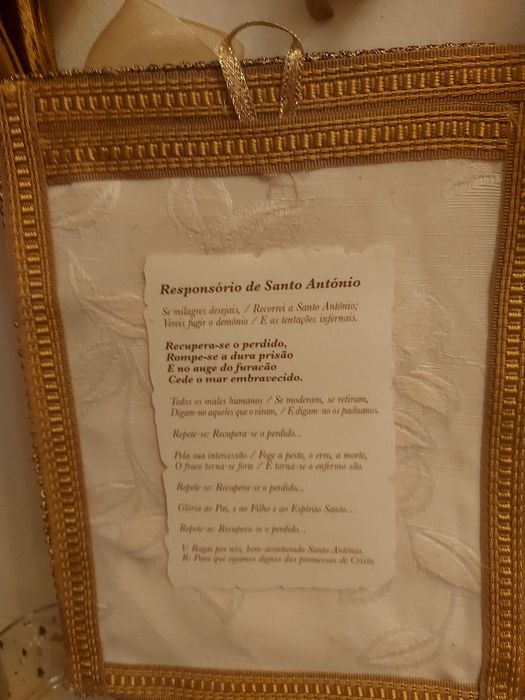 Responsório de Santo António
Se milagres desejais, / Recorrei a Santo António;
Vereis fugir o demónio / E as tentações infernais.
Recupera-se o perdido,
Rompe-se a dura prisão
E no auge do furacão
Cede o mar embravecido.
Todos os males humanos / Se moderam, se retiram,
Digam-no aqueles que o viram, / E digam-no os paduanos.
Repete-se: Recupera-se o perdido...
Pela sua intercessão / Foge a peste, o erro, a morte,
O fraco torna-se forte / E torna-se o enfermo são.
Repete-se: Recupera-se o perdido...
Glória ao Pai, e ao Filho e ao Espírito Santo...
Repete-se: Recupera-se o perdido...
V: Rogai por nós, bem-aventurado Santo António.
R: Para que sejamos dignos das promessas de Cristo.